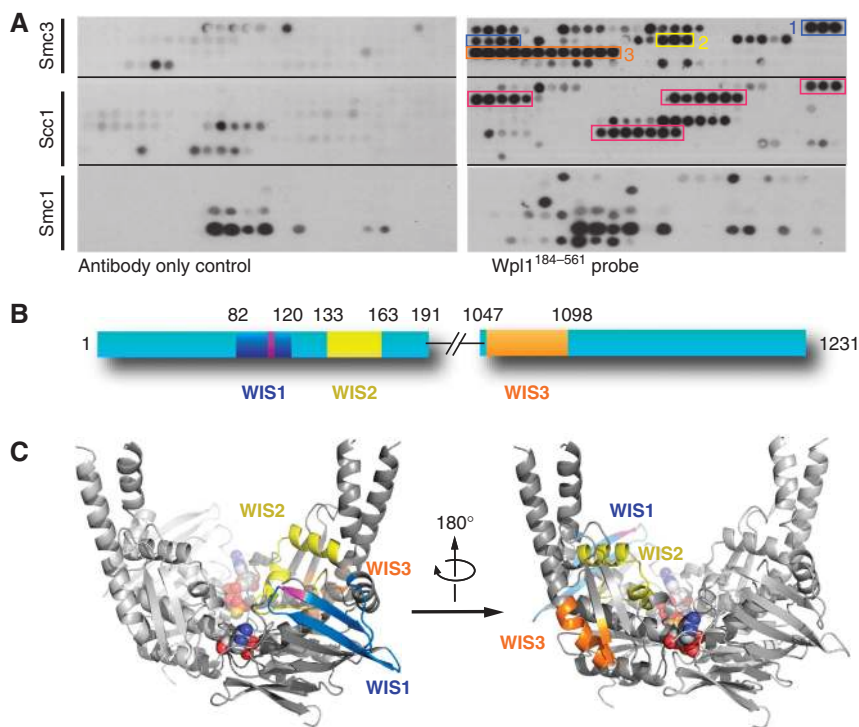 A
Smc3
Scc1
Smc1
1
2
3
Antibody only control
Wpl1184–561 probe
B
82 120 133 163 191 1047 1098
1
1231
WIS1 WIS2 WIS3
C
WIS2
WIS3
WIS1
180°
WIS1
WIS2
WIS3